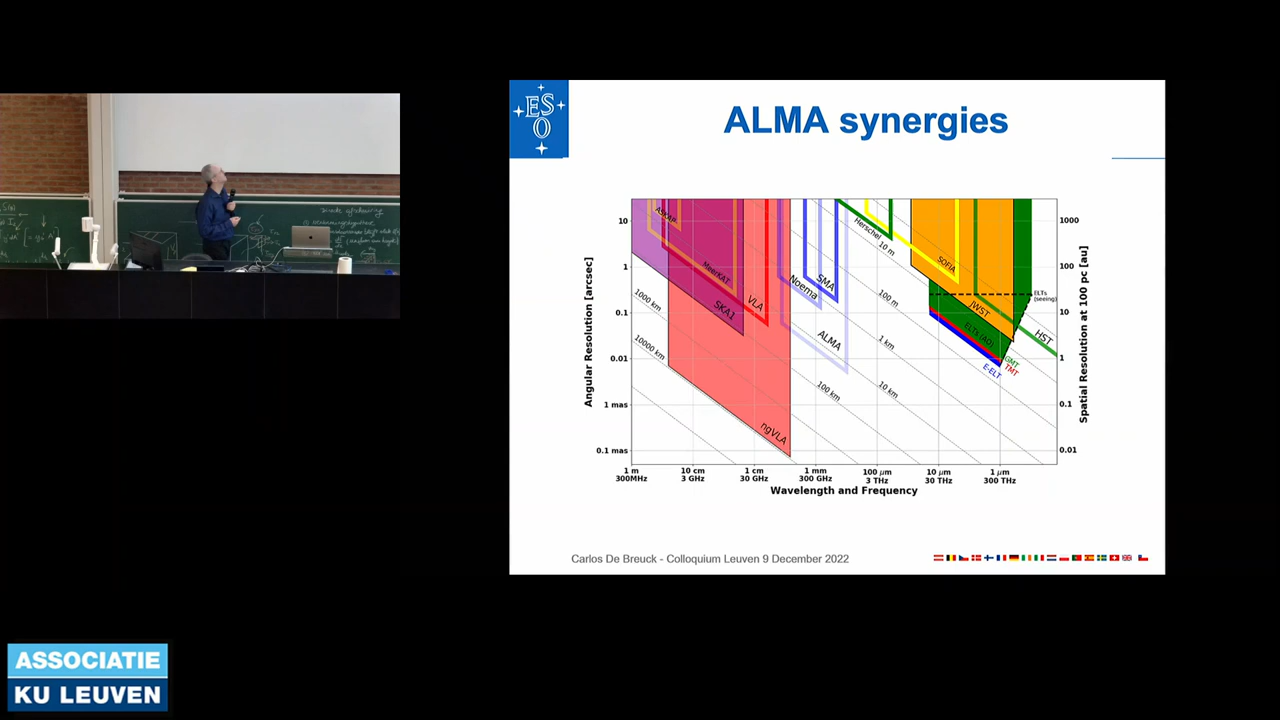 ESO
ALMA synergies
Angular Resolution [arcsec]
10
1
0.1
0.01
1 mas
0.1 mas
1000 km
10000 km
ASKAP
MeerKAT
SKA1
VLA
ngVLA
Noema
SMA
ALMA
100 km
Herschel
10 m
100 m
1 km
10 km
SOFIA
JWST
ELTs (AO)
E-ELT
GMT
TMT
HST
ELTs
(seeing)
1000
100
10
1
0.1
0.01
Spatial Resolution at 100 pc [au]
1 m 10 cm 1 cm 1 mm 100 μm 10 μm 1 μm
300MHz 3 GHz 30 GHz 300 GHz 3 THz 30 THz 300 THz
Wavelength and Frequency
Carlos De Breuck - Colloquium Leuven 9 December 2022
ASSOCIATIE
KU LEUVEN